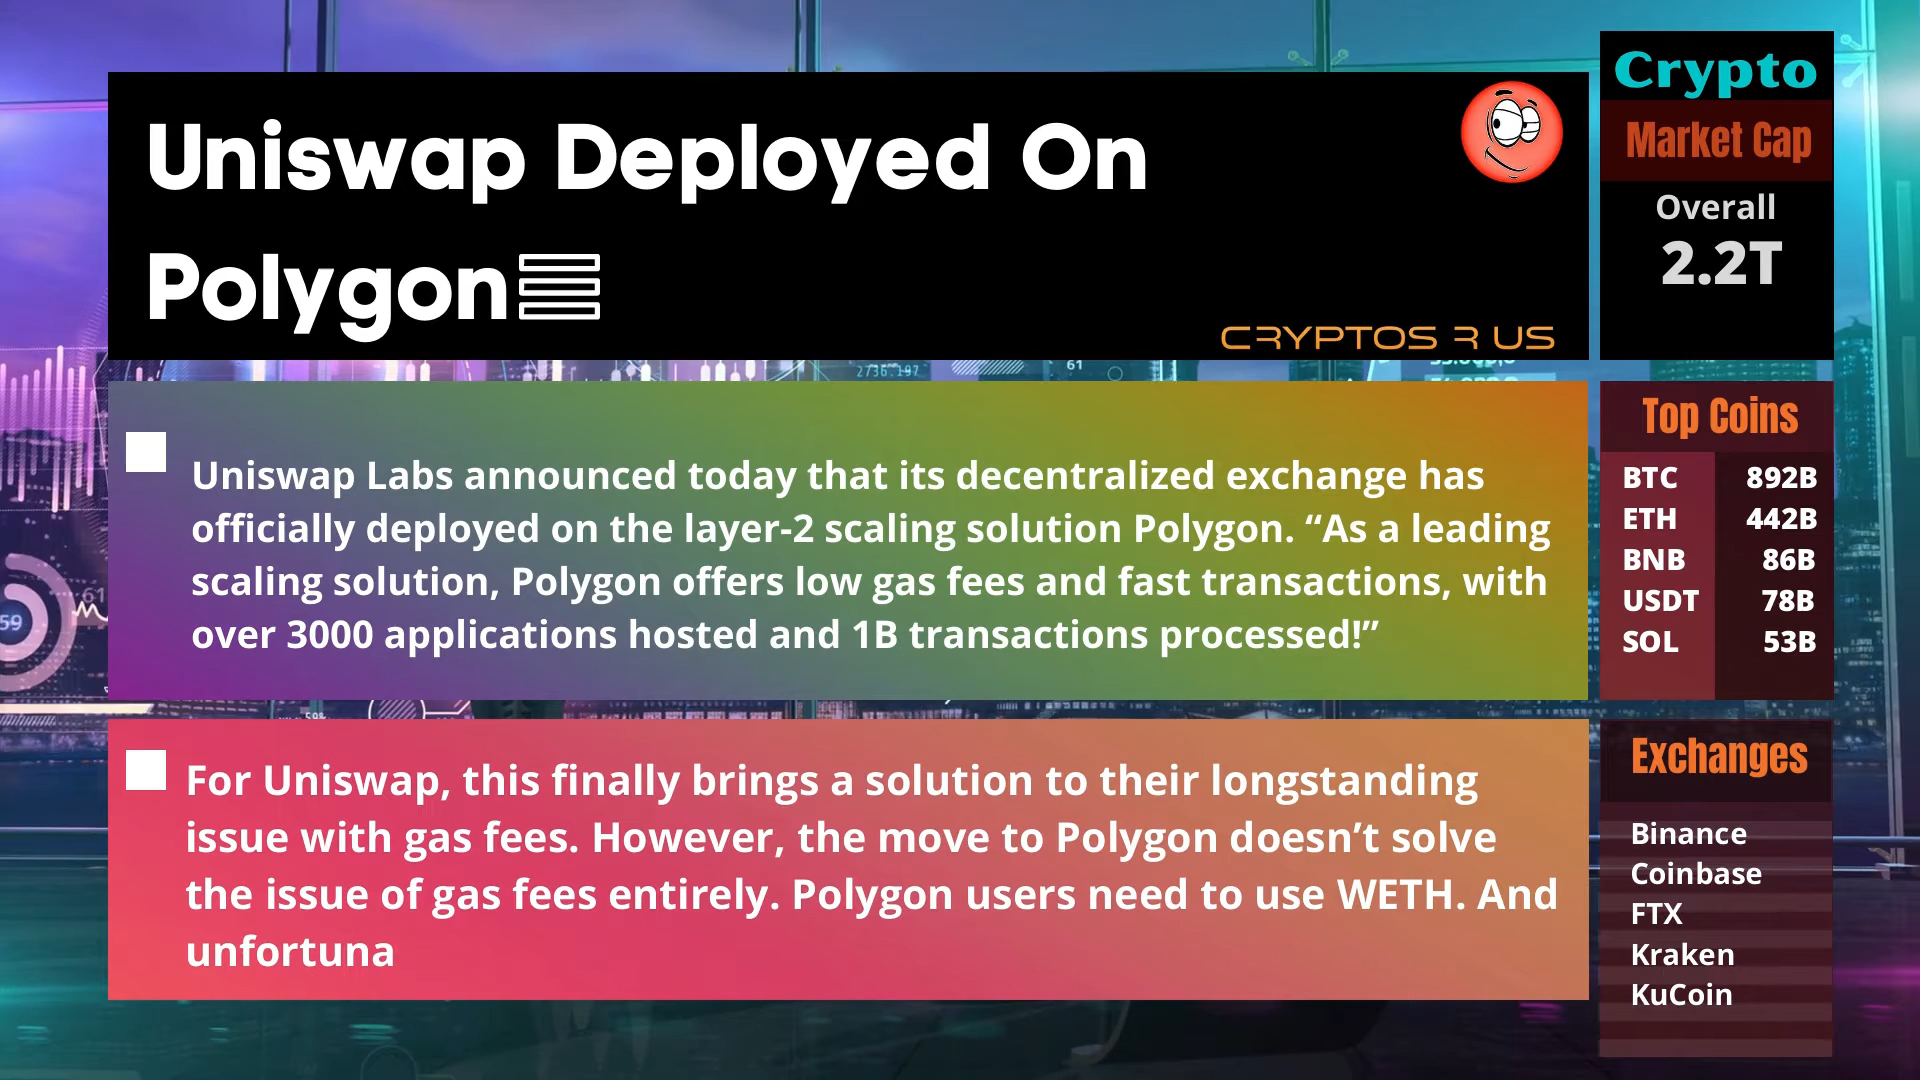 Uniswap Deployed On
Polygon
CRYPTOS R US
Uniswap Labs announced today that its decentralized exchange has
officially deployed on the layer-2 scaling solution Polygon. “As a leading
scaling solution, Polygon offers low gas fees and fast transactions, with
over 3000 applications hosted and 1B transactions processed!”
For Uniswap, this finally brings a solution to their longstanding
issue with gas fees. However, the move to Polygon doesn’t solve
the issue of gas fees entirely. Polygon users need to use WETH. And
unfortuna
Crypto
Market Cap
Overall
2.2T
Top Coins
BTC 892B
ETH 442B
BNB 86B
USDT 78B
SOL 53B
Exchanges
Binance
Coinbase
FTX
Kraken
KuCoin
2736.197
61
61
59